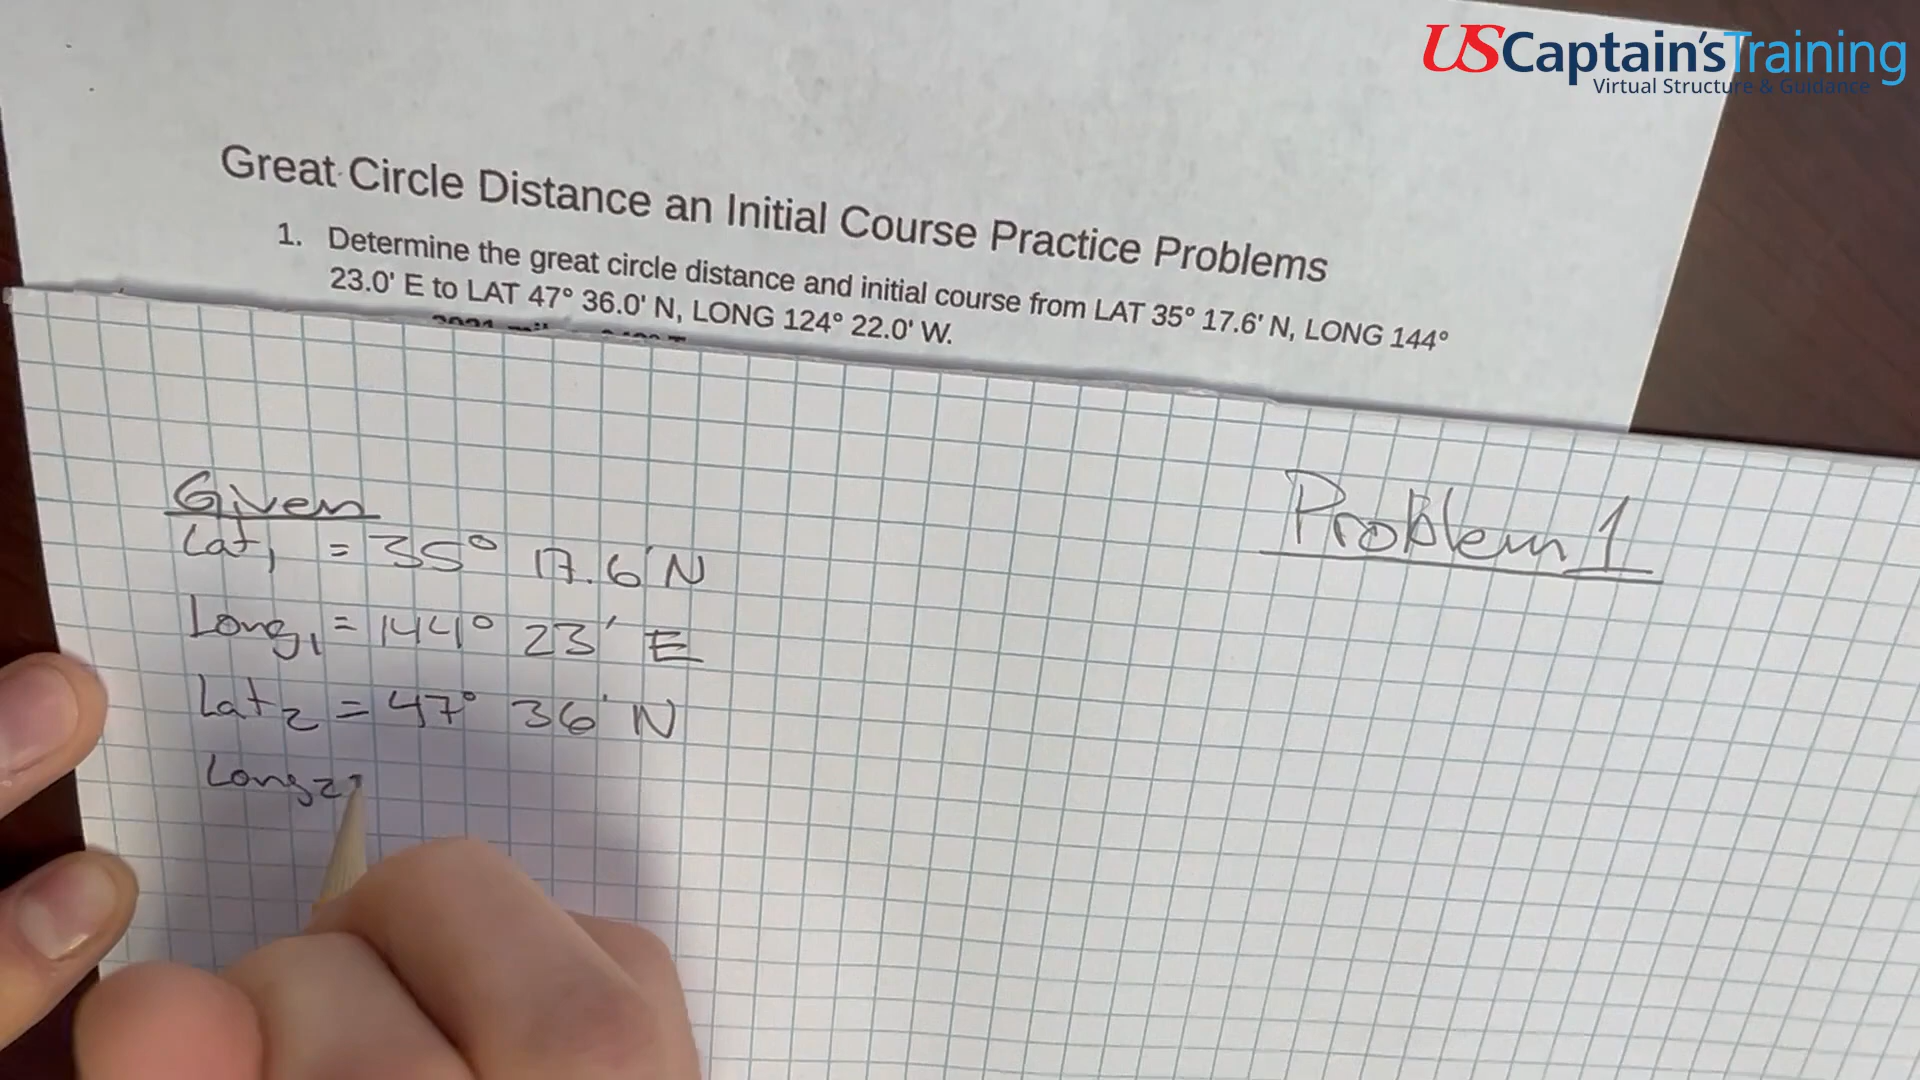 USCaptain'sTraining
Virtual Structure & Guidance
Great Circle Distance an Initial Course Practice Problems
1. Determine the great circle distance and initial course from LAT 35° 17.6' N, LONG 144°
23.0' E to LAT 47° 36.0' N, LONG 124° 22.0' W.
Problem 1
Given
Lat1 = 35° 17.6' N
Long1 = 144° 23' E
Lat2 = 47° 36' N
Long2